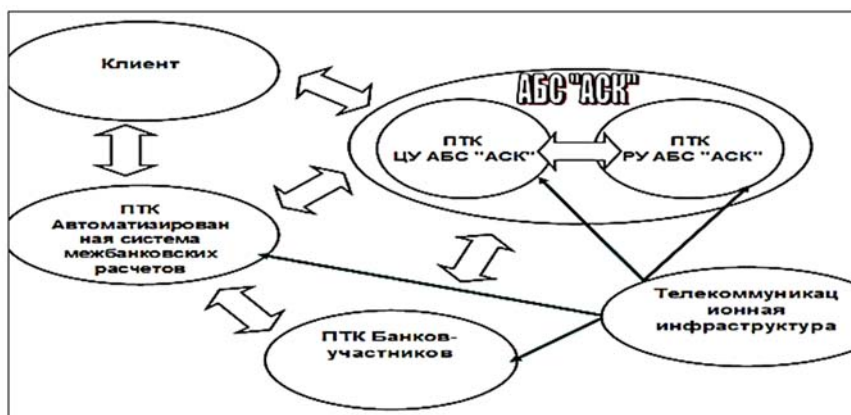 Клиент
АБС "АСК"
ПТК
ЦУ АБС "АСК"
ПТК
РУ АБС "АСК"
ПТК
Автоматизирован
ная система
межбанковских
расчетов
Телекоммуникац
ионная
инфраструктура
ПТК Банков-
участников